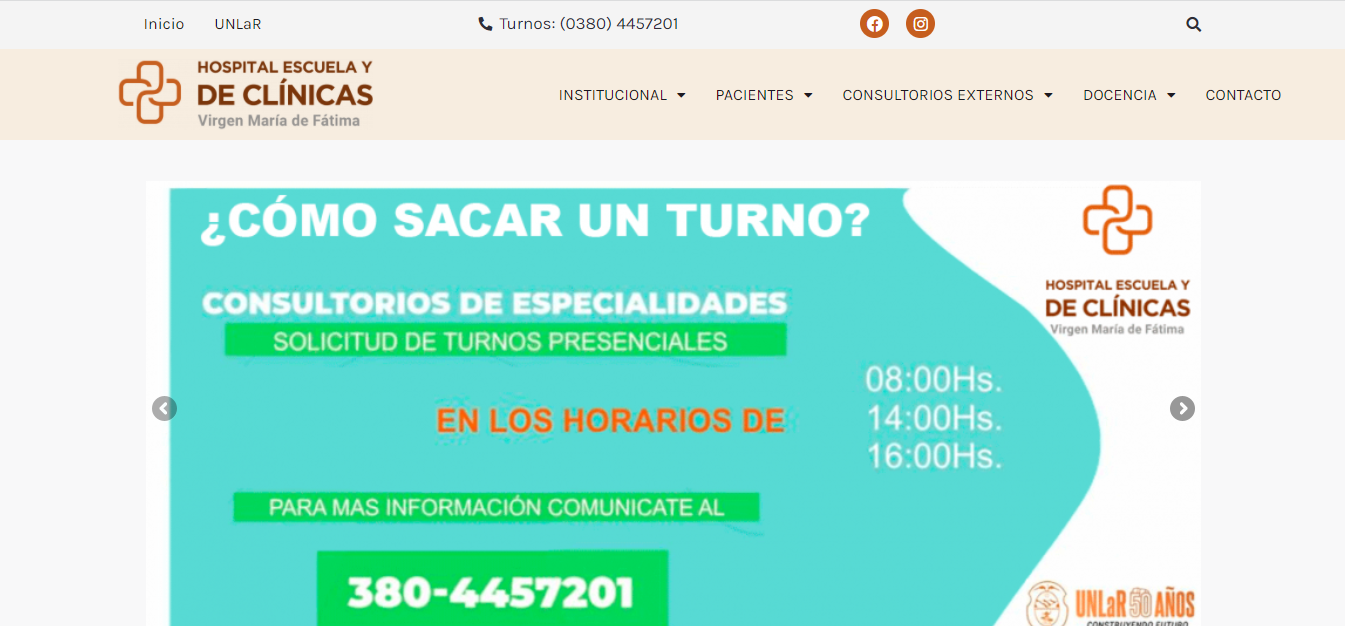 Inicio UNLaR Turnos: (0380) 4457201
HOSPITAL ESCUELA Y
DE CLÍNICAS
Virgen María de Fátima
INSTITUCIONAL PACIENTES CONSULTORIOS EXTERNOS DOCENCIA CONTACTO
¿CÓMO SACAR UN TURNO?
CONSULTORIOS DE ESPECIALIDADES
SOLICITUD DE TURNOS PRESENCIALES
EN LOS HORARIOS DE
08:00Hs.
14:00Hs.
16:00Hs.
PARA MAS INFORMACIÓN COMUNICATE AL
380-4457201
HOSPITAL ESCUELA Y
DE CLÍNICAS
Virgen María de Fátima
UNLaR 50 AÑOS
CONSTRUYENDO FUTURO